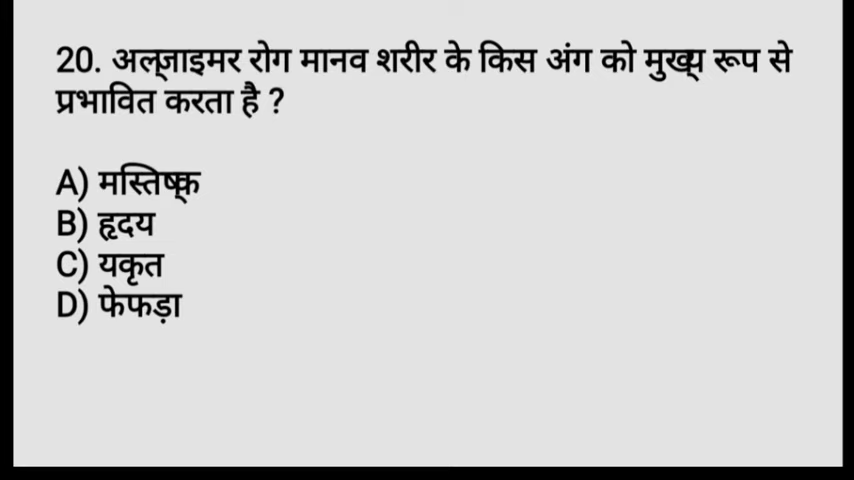 20. अल्ज़ाइमर रोग मानव शरीर के किस अंग को मुख्य रूप से
प्रभावित करता है ?
A) मस्तिष्क
B) हृदय
C) यकृत
D) फेफड़ा